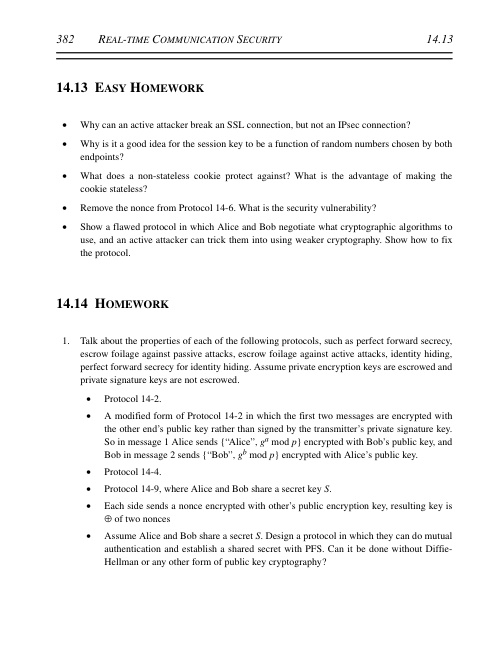 382 REAL-TIME COMMUNICATION SECURITY 14.13
14.13 EASY HOMEWORK
• Why can an active attacker break an SSL connection, but not an IPsec connection?
• Why is it a good idea for the session key to be a function of random numbers chosen by both
endpoints?
• What does a non-stateless cookie protect against? What is the advantage of making the
cookie stateless?
• Remove the nonce from Protocol 14-6. What is the security vulnerability?
• Show a flawed protocol in which Alice and Bob negotiate what cryptographic algorithms to
use, and an active attacker can trick them into using weaker cryptography. Show how to fix
the protocol.
14.14 HOMEWORK
1. Talk about the properties of each of the following protocols, such as perfect forward secrecy,
escrow foilage against passive attacks, escrow foilage against active attacks, identity hiding,
perfect forward secrecy for identity hiding. Assume private encryption keys are escrowed and
private signature keys are not escrowed.
• Protocol 14-2.
• A modified form of Protocol 14-2 in which the first two messages are encrypted with
the other end's public key rather than signed by the transmitter's private signature key.
So in message 1 Alice sends {“Alice”, gᵃ mod p} encrypted with Bob's public key, and
Bob in message 2 sends {“Bob”, gᵇ mod p} encrypted with Alice's public key.
• Protocol 14-4.
• Protocol 14-9, where Alice and Bob share a secret key S.
• Each side sends a nonce encrypted with other's public encryption key, resulting key is
⊕ of two nonces
• Assume Alice and Bob share a secret S. Design a protocol in which they can do mutual
authentication and establish a shared secret with PFS. Can it be done without Diffie-
Hellman or any other form of public key cryptography?